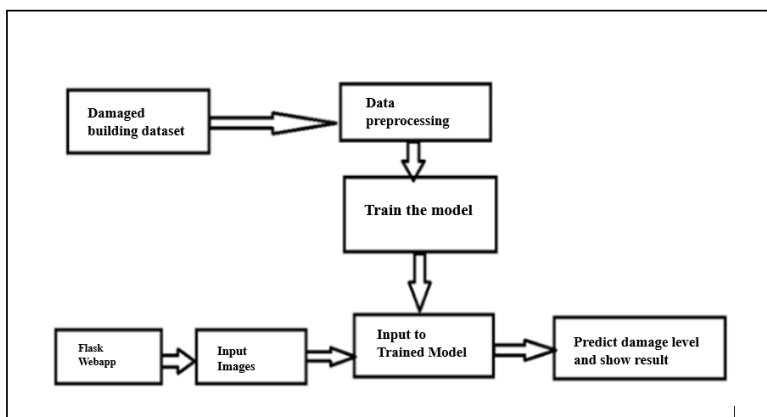 Damaged
building dataset
Data
preprocessing
Train the model
Flask
Webapp
Input
Images
Input to
Trained Model
Predict damage level
and show result